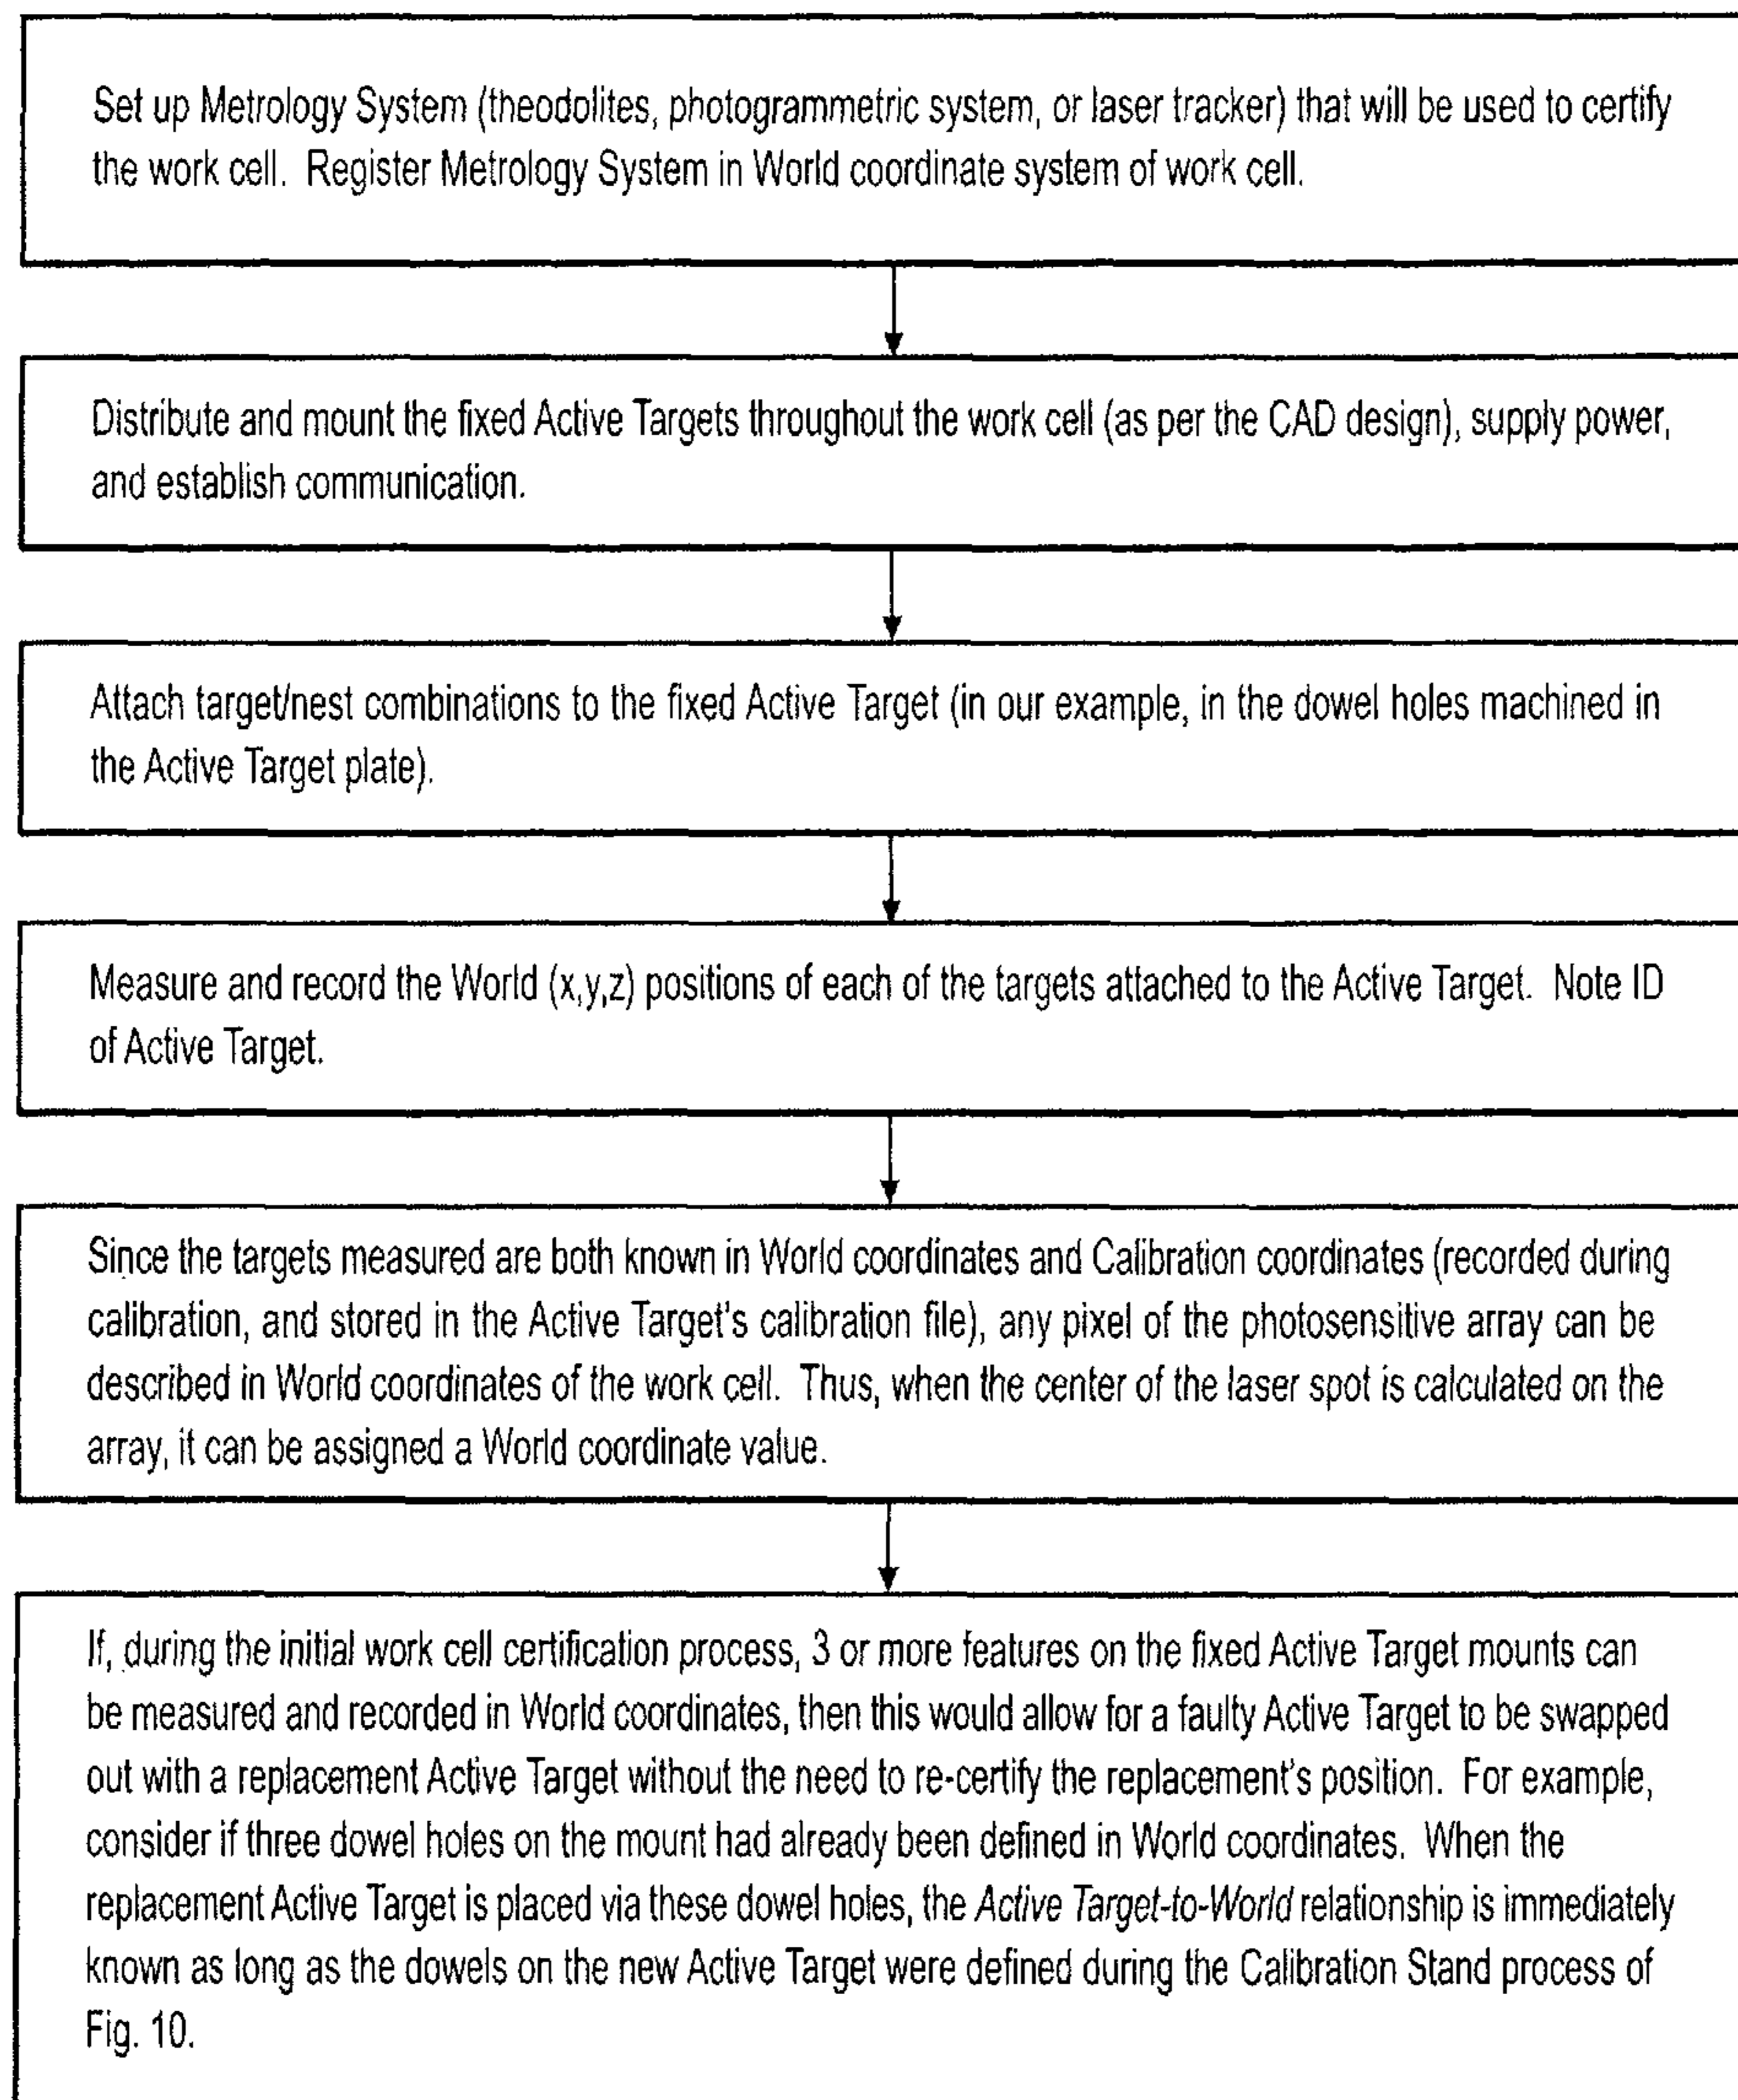 Set up Metrology System (theodolites, photogrammetric system, or laser tracker) that will be used to certify
the work cell. Register Metrology System in World coordinate system of work cell.
Distribute and mount the fixed Active Targets throughout the work cell (as per the CAD design), supply power,
and establish communication.
Attach target/nest combinations to the fixed Active Target (in our example, in the dowel holes machined in
the Active Target plate).
Measure and record the World (x,y,z) positions of each of the targets attached to the Active Target. Note ID
of Active Target.
Since the targets measured are both known in World coordinates and Calibration coordinates (recorded during
calibration, and stored in the Active Target's calibration file), any pixel of the photosensitive array can be
described in World coordinates of the work cell. Thus, when the center of the laser spot is calculated on the
array, it can be assigned a World coordinate value.
If, during the initial work cell certification process, 3 or more features on the fixed Active Target mounts can
be measured and recorded in World coordinates, then this would allow for a faulty Active Target to be swapped
out with a replacement Active Target without the need to re-certify the replacement's position. For example,
consider if three dowel holes on the mount had already been defined in World coordinates. When the
replacement Active Target is placed via these dowel holes, the Active Target-to-World relationship is immediately
known as long as the dowels on the new Active Target were defined during the Calibration Stand process of
Fig. 10.